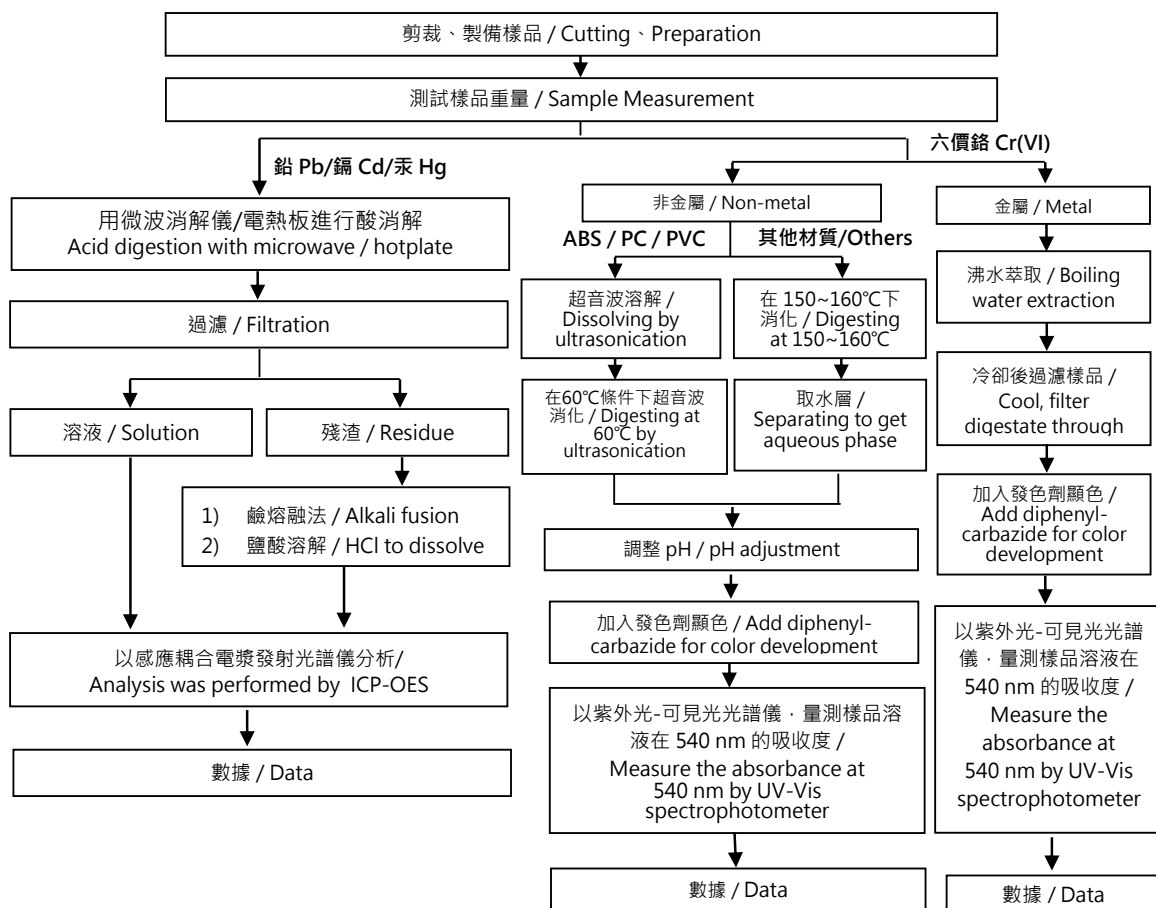 剪裁、製備樣品 / Cutting、Preparation
測試樣品重量 / Sample Measurement
鉛 Pb/鎘 Cd/汞 Hg
用微波消解儀/電熱板進行酸消解
Acid digestion with microwave / hotplate
過濾 / Filtration
溶液 / Solution
殘渣 / Residue
1) 鹼熔融法 / Alkali fusion
2) 鹽酸溶解 / HCl to dissolve
以感應耦合電漿發射光譜儀分析/
Analysis was performed by ICP-OES
數據 / Data
六價鉻 Cr(VI)
非金屬 / Non-metal
ABS / PC / PVC
超音波溶解 /
Dissolving by
ultrasonication
在60℃條件下超音波
消化 / Digesting at
60℃ by
ultrasonication
其他材質/Others
在 150~160℃下
消化 / Digesting
at 150~160℃
取水層 /
Separating to get
aqueous phase
調整 pH / pH adjustment
加入發色劑顯色 / Add diphenyl-
carbazide for color development
以紫外光-可見光光譜儀，量測樣品溶
液在 540 nm 的吸收度 /
Measure the absorbance at
540 nm by UV-Vis
spectrophotometer
數據 / Data
金屬 / Metal
沸水萃取 / Boiling
water extraction
冷卻後過濾樣品 /
Cool, filter
digestate through
加入發色劑顯色 /
Add diphenyl-
carbazide for color
development
以紫外光-可見光光譜
儀，量測樣品溶液在
540 nm 的吸收度 /
Measure the
absorbance at
540 nm by UV-Vis
spectrophotometer
數據 / Data